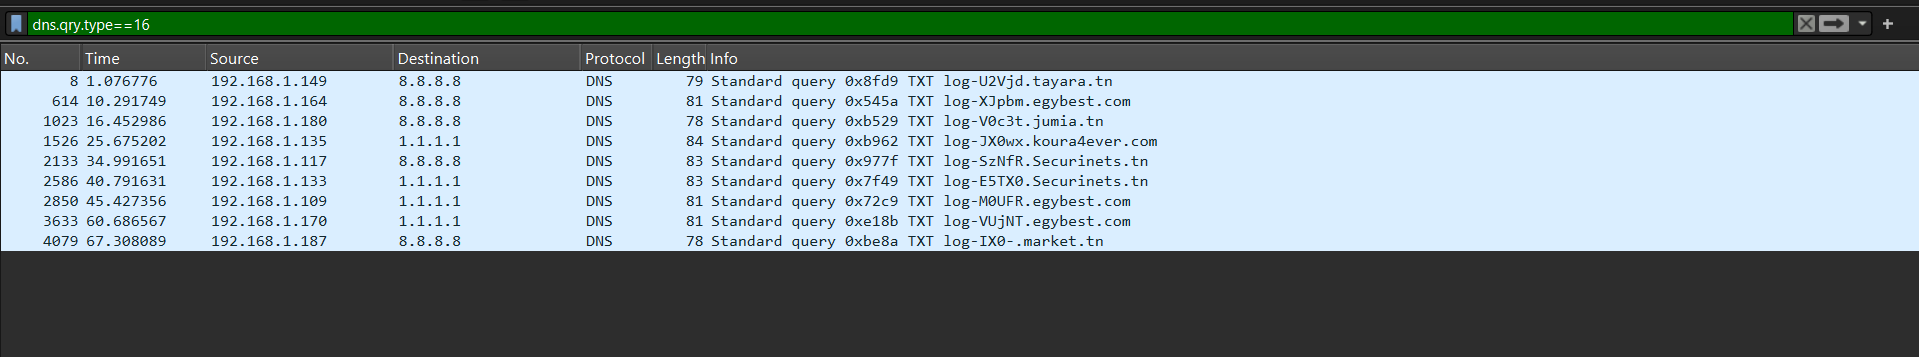 dns.qry.type==16
No. Time Source Destination Protocol Length Info
8 1.076776 192.168.1.149 8.8.8.8 DNS 79 Standard query 0x8fd9 TXT log-U2Vjd.tayara.tn
614 10.291749 192.168.1.164 8.8.8.8 DNS 81 Standard query 0x545a TXT log-XJpbm.egybest.com
1023 16.452986 192.168.1.180 8.8.8.8 DNS 78 Standard query 0xb529 TXT log-V0c3t.jumia.tn
1526 25.675202 192.168.1.135 1.1.1.1 DNS 84 Standard query 0xb962 TXT log-JX0wx.koura4ever.com
2133 34.991651 192.168.1.117 8.8.8.8 DNS 83 Standard query 0x977f TXT log-SzNfR.Securinets.tn
2586 40.791631 192.168.1.133 1.1.1.1 DNS 83 Standard query 0x7f49 TXT log-E5TX0.Securinets.tn
2850 45.427356 192.168.1.109 1.1.1.1 DNS 81 Standard query 0x72c9 TXT log-M0UFR.egybest.com
3633 60.686567 192.168.1.170 1.1.1.1 DNS 81 Standard query 0xe18b TXT log-VUjNT.egybest.com
4079 67.308089 192.168.1.187 8.8.8.8 DNS 78 Standard query 0xbe8a TXT log-IX0-.market.tn